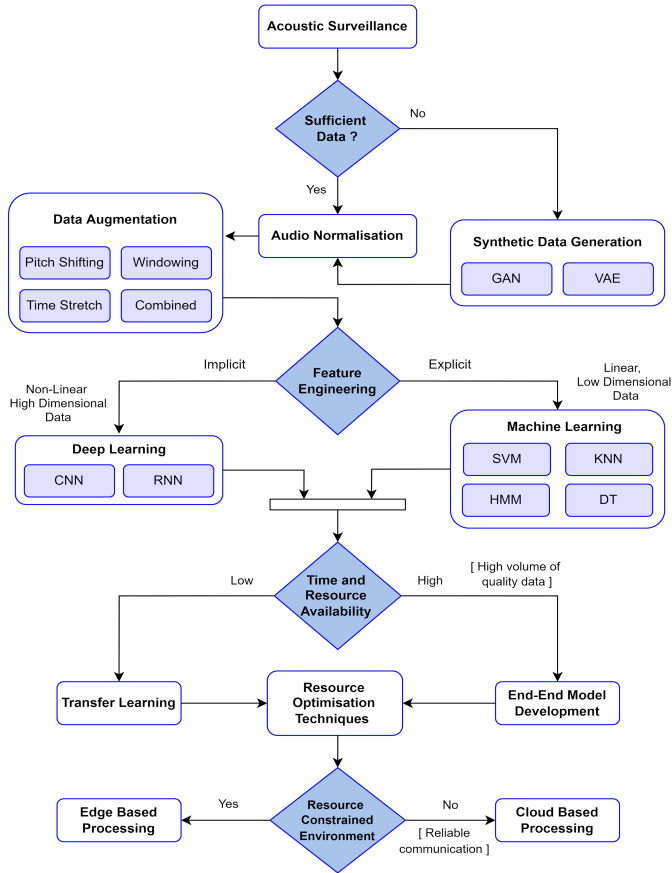 Acoustic Surveillance
Sufficient
Data ?
No
Yes
Data Augmentation
Pitch Shifting
Windowing
Time Stretch
Combined
Audio Normalisation
Synthetic Data Generation
GAN
VAE
Feature
Engineering
Implicit
Explicit
Non-Linear
High Dimensional
Data
Linear,
Low Dimensional
Data
Deep Learning
CNN
RNN
Machine Learning
SVM
KNN
HMM
DT
Time and
Resource
Availability
Low
High
[ High volume of
quality data ]
Transfer Learning
Resource
Optimisation
Techniques
End-End Model
Development
Resource
Constrained
Environment
Yes
No
[ Reliable
communication ]
Edge Based
Processing
Cloud Based
Processing